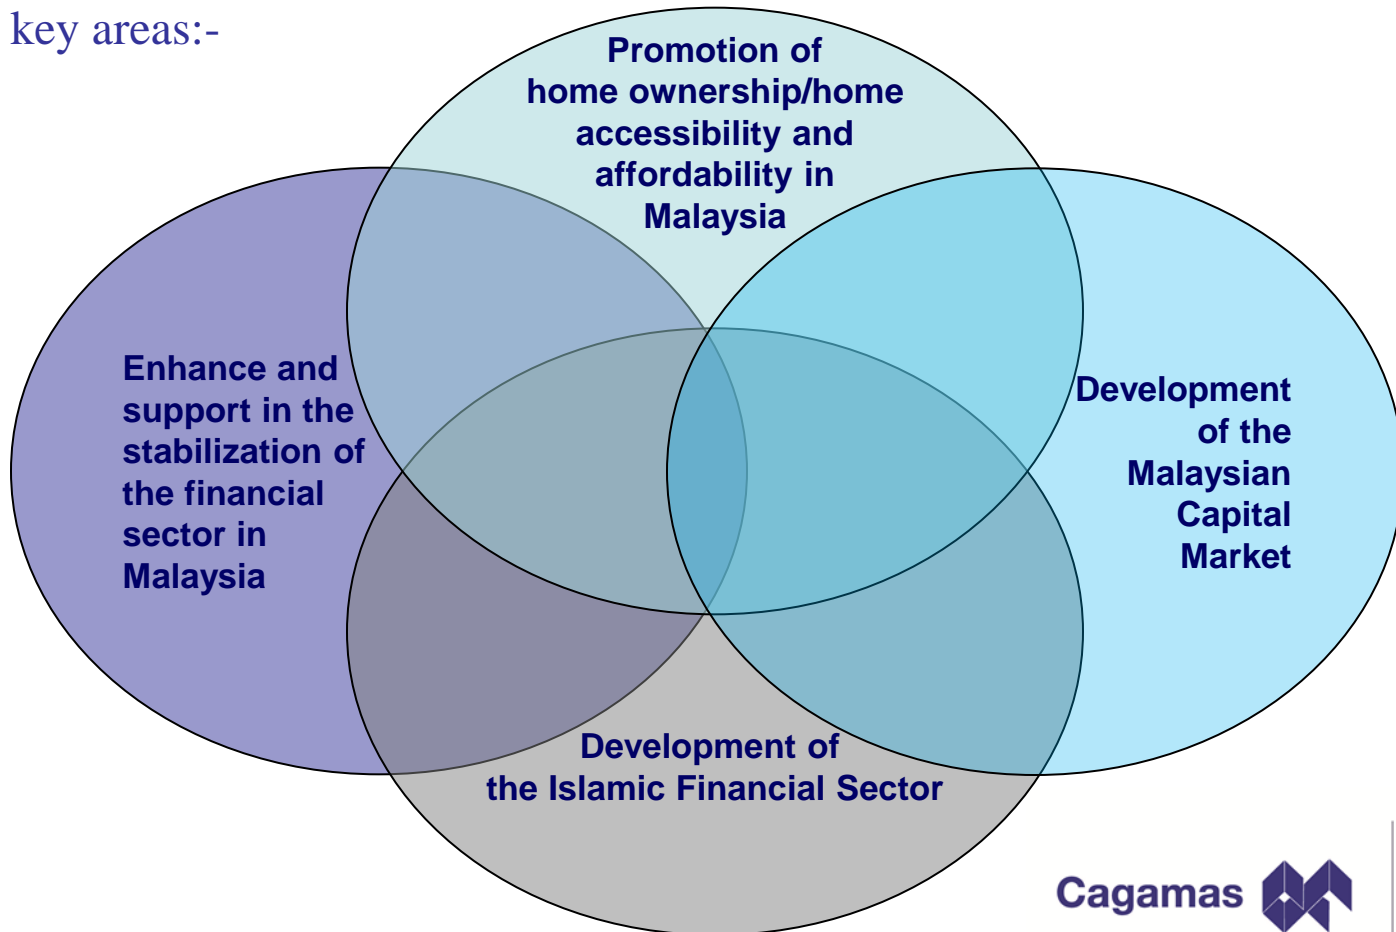 key areas:-
Promotion of
home ownership/home
accessibility and
affordability in
Malaysia
Enhance and
support in the
stabilization of
the financial
sector in
Malaysia
Development
of the
Malaysian
Capital
Market
Development of
the Islamic Financial Sector
Cagamas